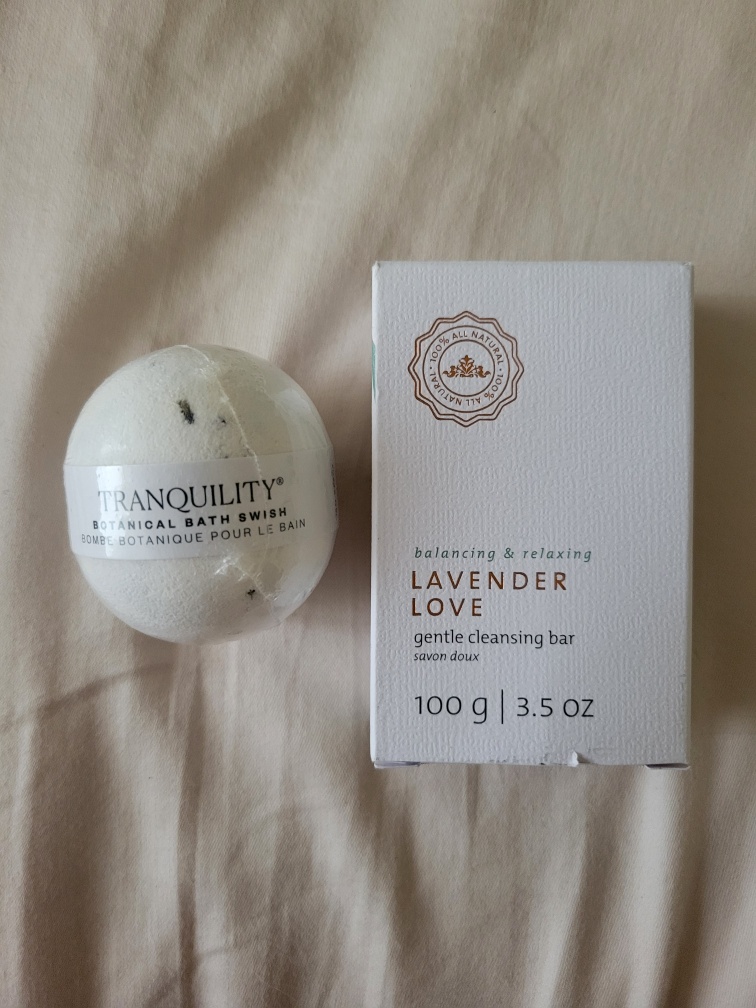 TRANQUILITY®
BOTANICAL BATH SWISH
BOMBE BOTANIQUE POUR LE BAIN
100% ALL NATURAL · 100% ALL NATURAL ·
balancing & relaxing
LAVENDER
LOVE
gentle cleansing bar
savon doux
100 g | 3.5 OZ